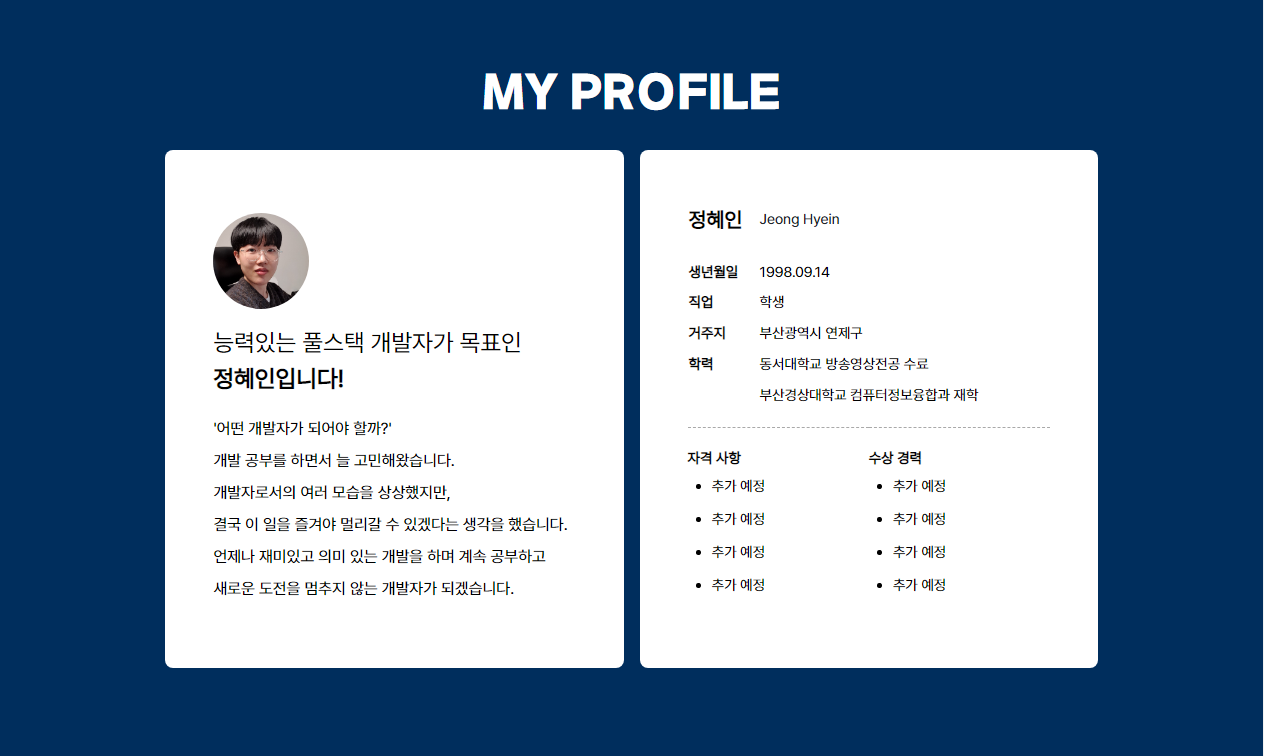 MY PROFILE
능력있는 풀스택 개발자가 목표인
정혜인입니다!
'어떤 개발자가 되어야 할까?'
개발 공부를 하면서 늘 고민해왔습니다.
개발자로서의 여러 모습을 상상했지만,
결국 이 일을 즐겨야 멀리갈 수 있겠다는 생각을 했습니다.
언제나 재미있고 의미 있는 개발을 하며 계속 공부하고
새로운 도전을 멈추지 않는 개발자가 되겠습니다.
정혜인 Jeong Hyein
생년월일 1998.09.14
직업 학생
거주지 부산광역시 연제구
학력 동서대학교 방송영상전공 수료
부산경상대학교 컴퓨터정보융합과 재학
자격 사항
• 추가 예정
• 추가 예정
• 추가 예정
• 추가 예정
수상 경력
• 추가 예정
• 추가 예정
• 추가 예정
• 추가 예정